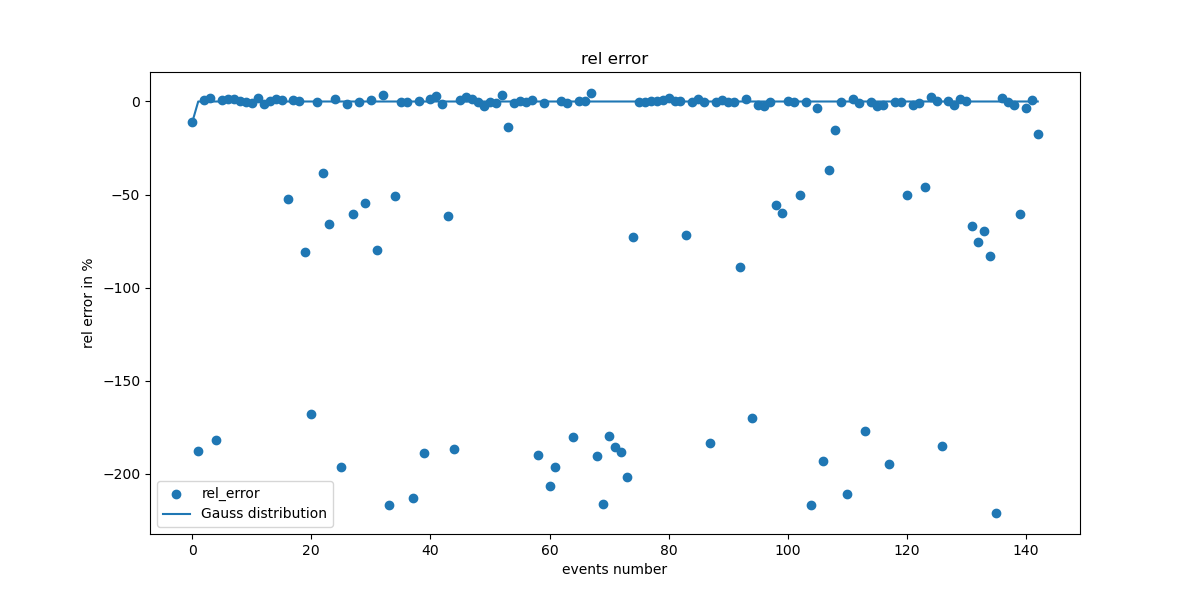 rel error
rel error in %
0
−50
−100
−150
−200
rel_error
Gauss distribution
0 20 40 60 80 100 120 140
events number